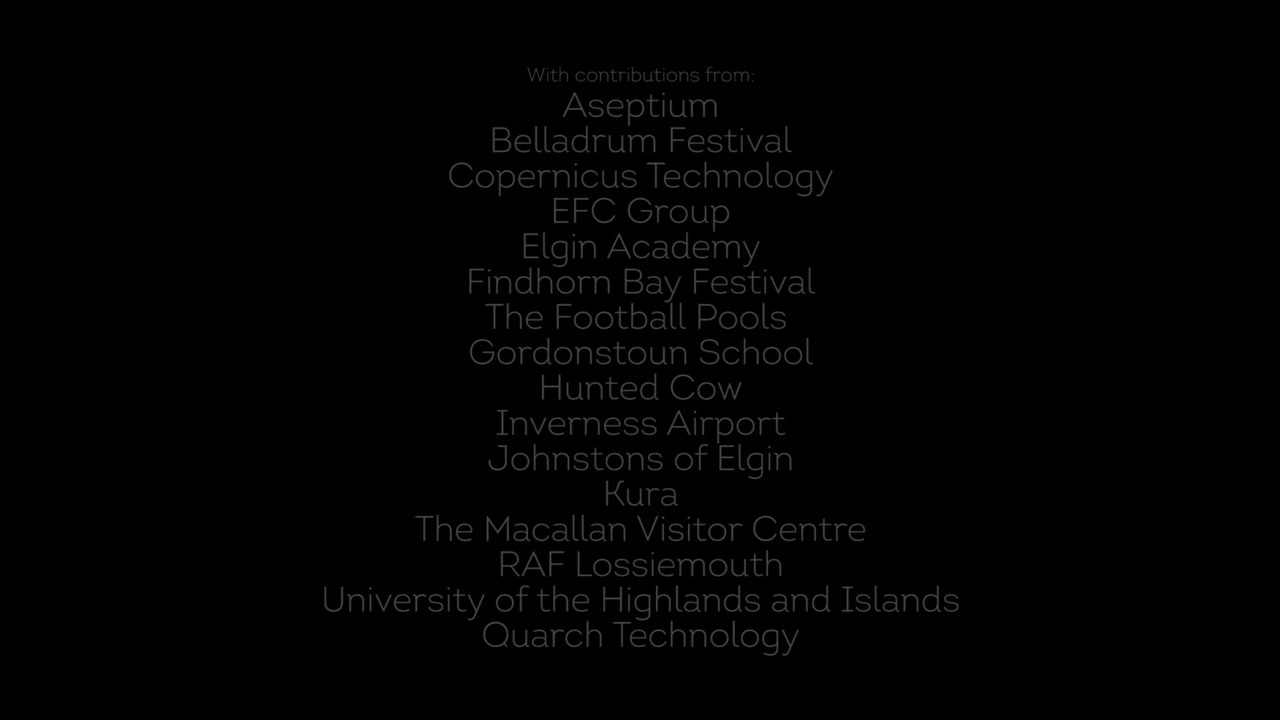 With contributions from:
Aseptium
Belladrum Festival
Copernicus Technology
EFC Group
Elgin Academy
Findhorn Bay Festival
The Football Pools
Gordonstoun School
Hunted Cow
Inverness Airport
Johnstons of Elgin
Kura
The Macallan Visitor Centre
RAF Lossiemouth
University of the Highlands and Islands
Quarch Technology